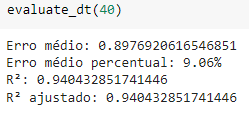 evaluate_dt(40)
Erro médio: 0.8976920616546851
Erro médio percentual: 9.06%
R²: 0.940432851741446
R² ajustado: 0.940432851741446